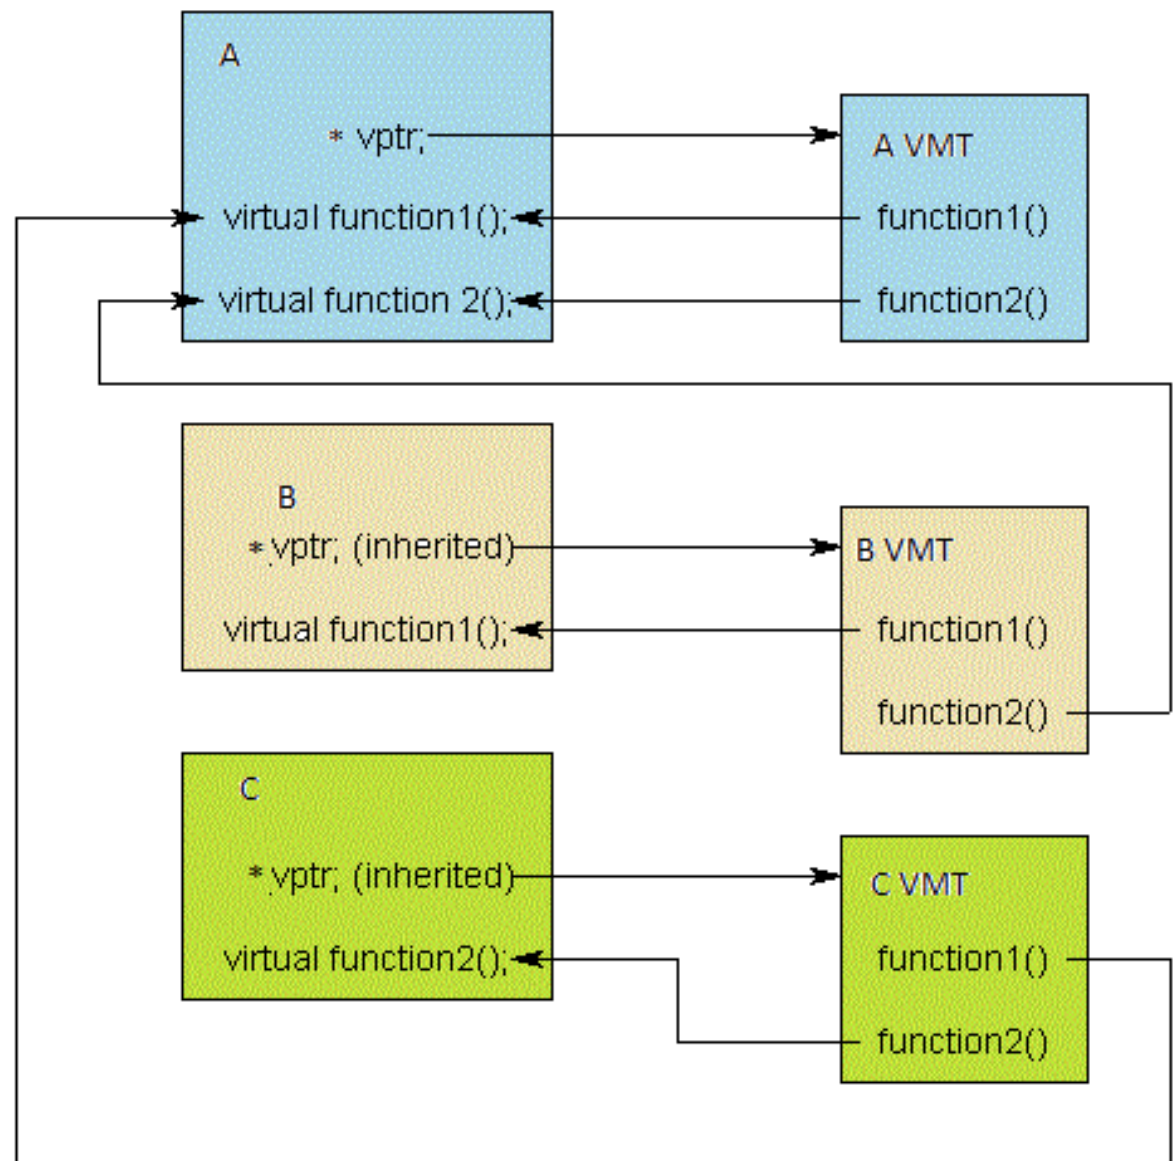 A
* vptr;
virtual function1();
virtual function 2();
A VMT
function1()
function2()
B
* vptr; (inherited)
virtual function1();
B VMT
function1()
function2()
C
* vptr; (inherited)
virtual function2();
C VMT
function1()
function2()